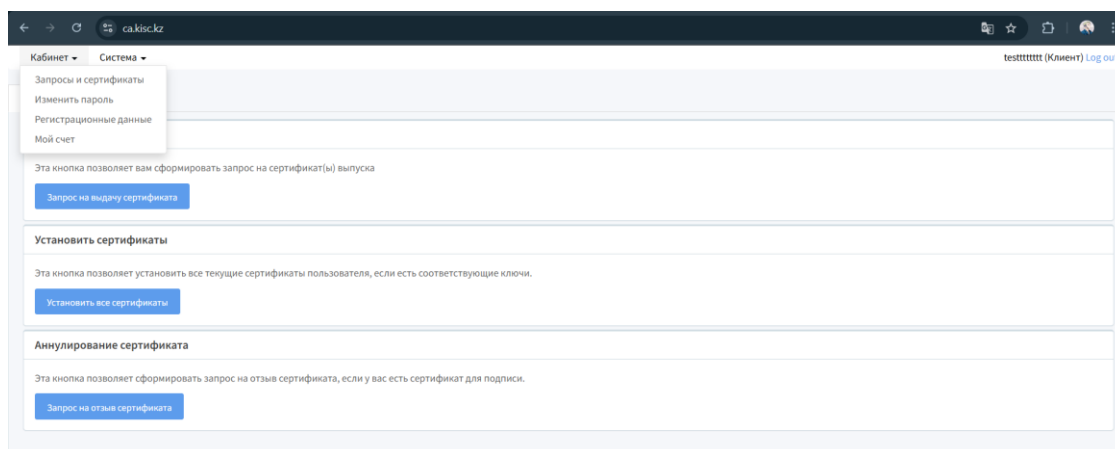 ca.kisc.kz
Кабинет Система testttttttt (Клиент) Log ou
Запросы и сертификаты
Изменить пароль
Регистрационные данные
Мой счет
Эта кнопка позволяет вам сформировать запрос на сертификат(ы) выпуска
Запрос на выдачу сертификата
Установить сертификаты
Эта кнопка позволяет установить все текущие сертификаты пользователя, если есть соответствующие ключи.
Установить все сертификаты
Аннулирование сертификата
Эта кнопка позволяет сформировать запрос на отзыв сертификата, если у вас есть сертификат для подписи.
Запрос на отзыв сертификата